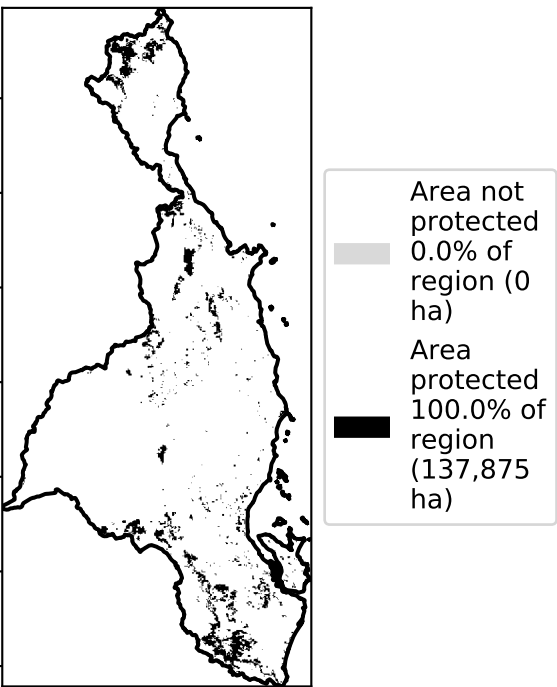 Area not
protected
0.0% of
region (0
ha)
Area
protected
100.0% of
region
(137,875
ha)